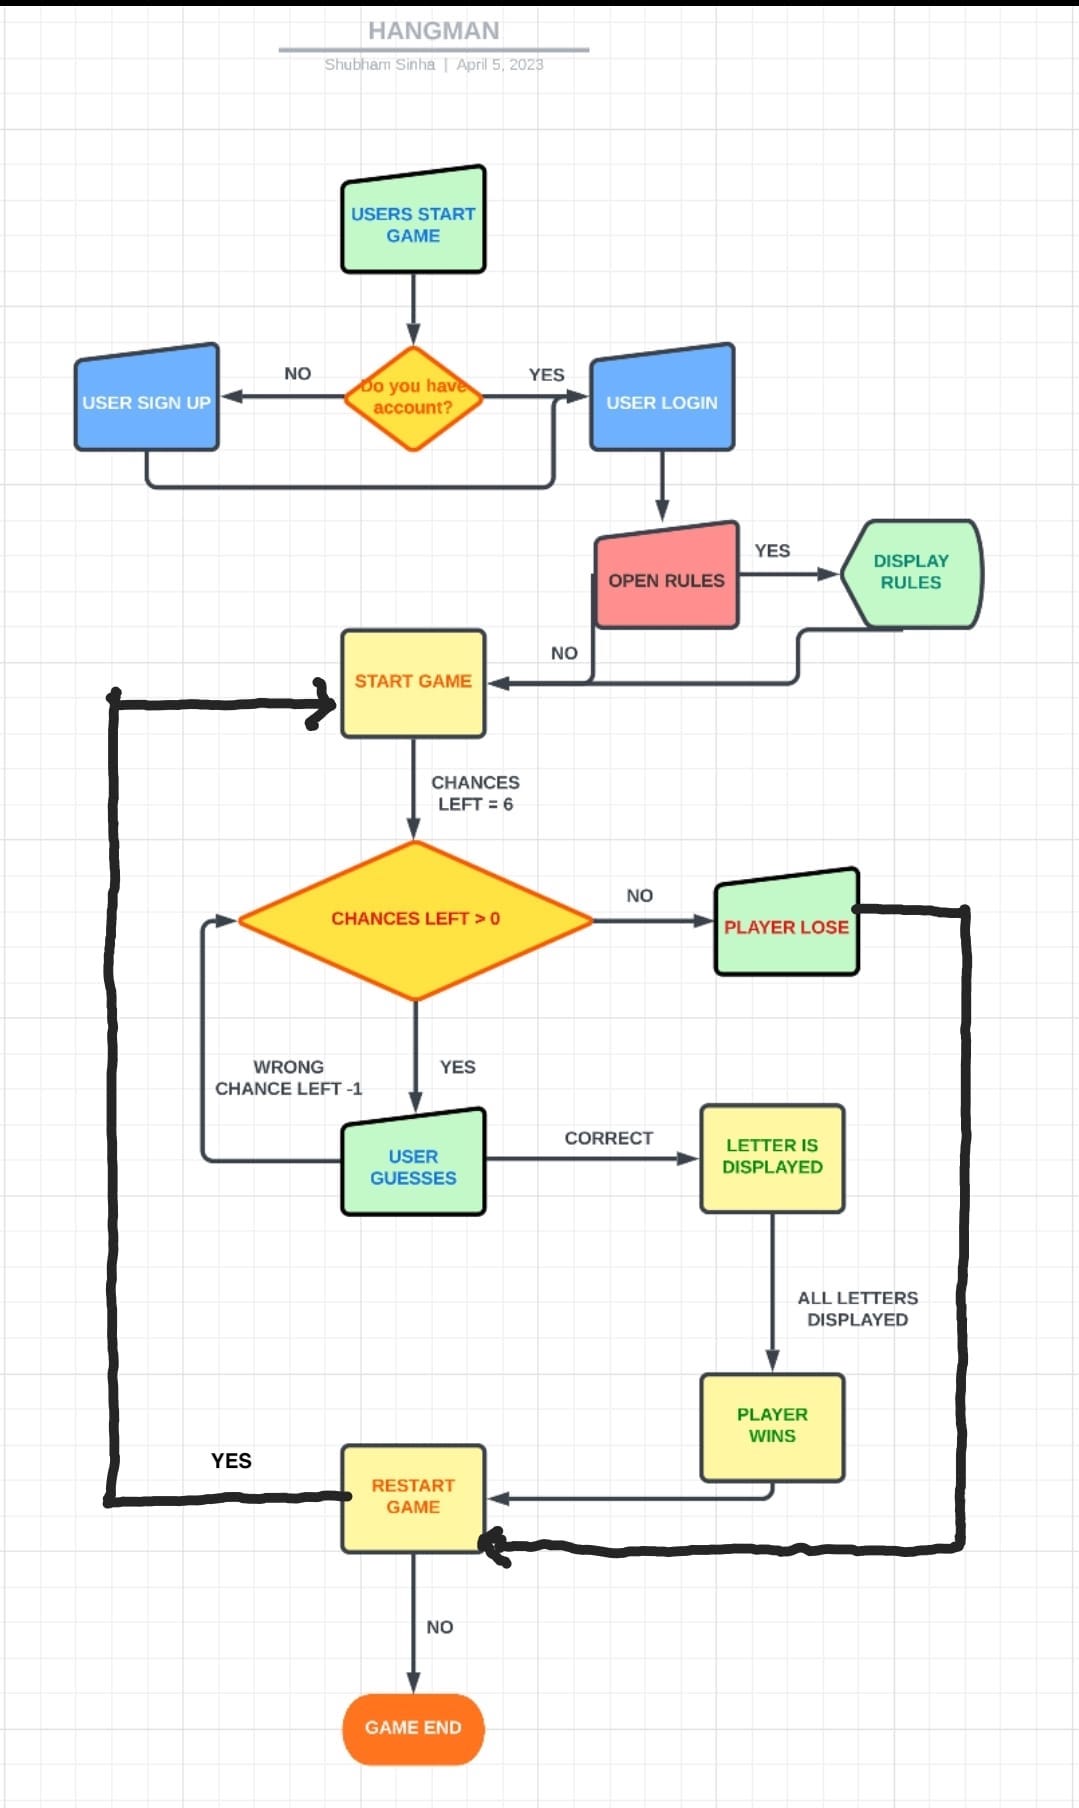 HANGMAN
Shubham Sinha | April 5, 2023
USERS START
GAME
NO
Do you have
account?
YES
USER SIGN UP
USER LOGIN
OPEN RULES
YES
DISPLAY
RULES
NO
START GAME
CHANCES
LEFT = 6
CHANCES LEFT > 0
NO
PLAYER LOSE
WRONG
CHANCE LEFT -1
YES
USER
GUESSES
CORRECT
LETTER IS
DISPLAYED
ALL LETTERS
DISPLAYED
PLAYER
WINS
YES
RESTART
GAME
NO
GAME END